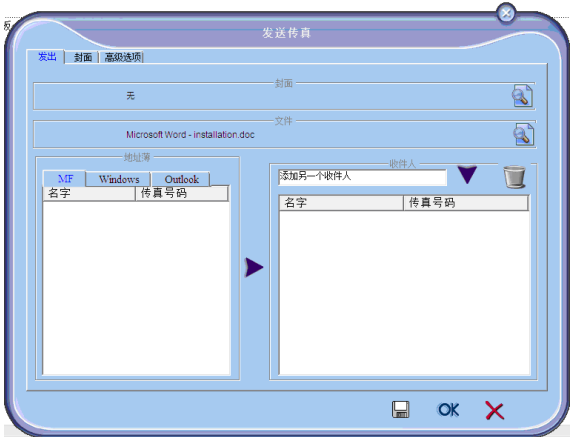 发送传真
发出 封面 高级选项
封面
无
文件
Microsoft Word - installation.doc
地址簿
收件人
MF Windows Outlook
添加另一个收件人
名字 传真号码
名字 传真号码
OK